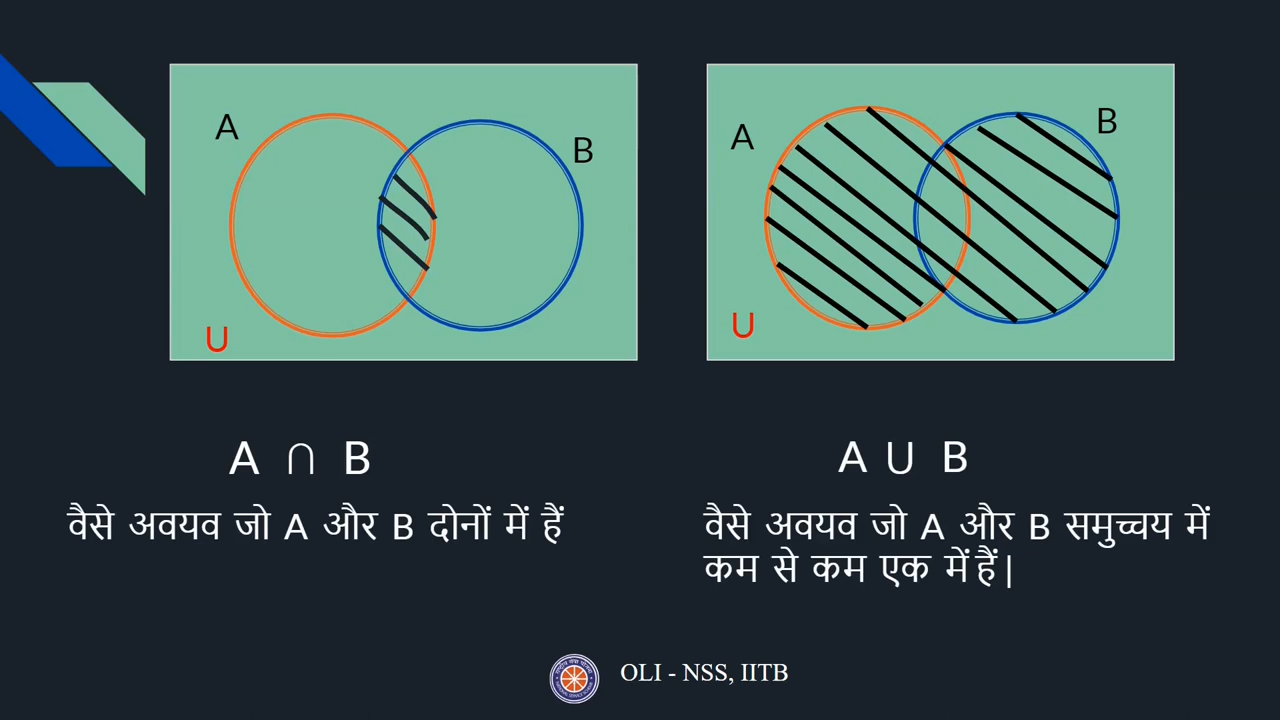 A
B
U
A
B
U
A ∩ B
वैसे अवयव जो A और B दोनों में हैं
A ∪ B
वैसे अवयव जो A और B समुच्चय में
कम से कम एक में हैं|
OLI - NSS, IITB